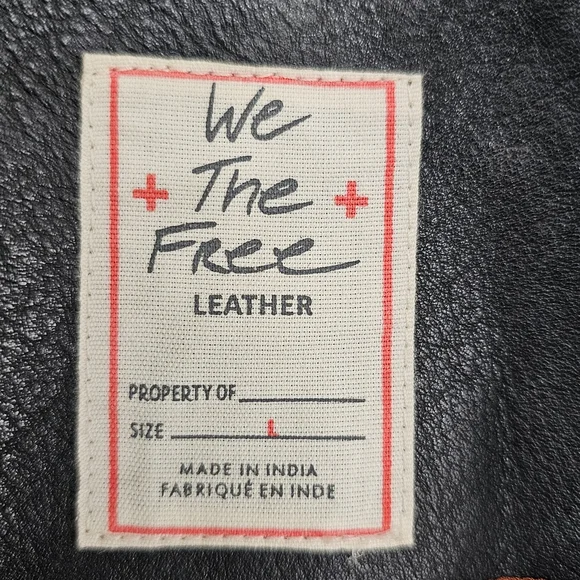 We
+ The +
Free
LEATHER
PROPERTY OF
SIZE L
MADE IN INDIA
FABRIQUÉ EN INDE